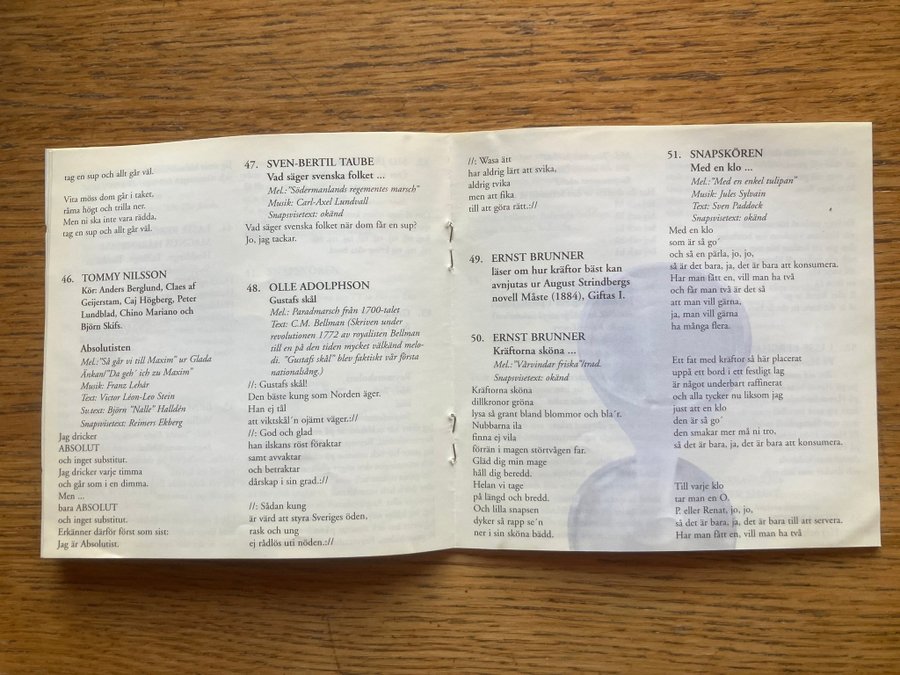 tag en sup och allt går väl.
Vita möss dom går i taket,
råma högt och trilla ner.
Men ni ska inte vara rädda,
tag en sup och allt går väl.
46. TOMMY NILSSON
Kör: Anders Berglund, Claes af
Geijerstam, Caj Högberg, Peter
Lundblad, Chino Mariano och
Björn Skifs.
Absolutisten
Mel.:"Så går vi till Maxim" ur Glada
Änkan/"Da geh' ich zu Maxim"
Musik: Franz Lehár
Text: Victor Léon-Leo Stein
Sv.text: Björn "Nalle" Halldén
Snapsvisetext: Reimers Ekberg
Jag dricker
ABSOLUT
och inget substitut.
Jag dricker varje timma
och går som i en dimma.
Men ...
bara ABSOLUT
och inget substitut.
Erkänner därför först som sist:
Jag är Absolutist.
47. SVEN-BERTIL TAUBE
Vad säger svenska folket ...
Mel.:"Södermanlands regementes marsch"
Musik: Carl-Axel Lundvall
Snapsvisetext: okänd
Vad säger svenska folket när dom får en sup?
Jo, jag tackar.
48. OLLE ADOLPHSON
Gustafs skål
Mel.: Paradmarsch från 1700-talet
Text: C.M. Bellman (Skriven under
revolutionen 1772 av royalisten Bellman
till en på den tiden mycket välkänd melo-
di. "Gustafs skål" blev faktiskt vår första
nationalsång.)
//: Gustafs skål!
Den bäste kung som Norden äger.
Han ej tål
att viktskål'n ojämt väger.://
//: God och glad
han ilskans röst föraktar
samt avvaktar
och betraktar
dårskap i sin grad.://
//: Sådan kung
är värd att styra Sveriges öden,
rask och ung
ej rådlös uti nöden.://
//: Wasa ätt
har aldrig lärt att svika,
aldrig tvika
men att fika
till att göra rätt.://
49. ERNST BRUNNER
läser om hur kräftor bäst kan
avnjutas ur August Strindbergs
novell Måste (1884), Giftas I.
50. ERNST BRUNNER
Kräftorna sköna ...
Mel.:"Vårvindar friska"/trad.
Snapsvisetext: okänd
Kräftorna sköna
dillkronor gröna
lysa så grant bland blommor och bla´r.
Nubbarna ila
finna ej vila
förrän i magen störtvågen far.
Gläd dig min mage
håll dig beredd.
Helan vi tage
på längd och bredd.
Och lilla snapsen
dyker så rapp se´n
ner i sin sköna bädd.
51. SNAPSKÖREN
Med en klo ...
Mel.:"Med en enkel tulipan"
Musik: Jules Sylvain
Text: Sven Paddock
Snapsvisetext: okänd
Med en klo
som är så go´
och så en pärla, jo, jo,
så är det bara, ja, det är bara att konsumera.
Har man fått en, vill man ha två
och får man två är det så
att man vill gärna,
ja, man vill gärna
ha många flera.
Ett fat med kräftor så här placerat
uppå ett bord i ett festligt lag
är något underbart raffinerat
och alla tycker nu liksom jag
just att en klo
den är så go´
den smakar mer må ni tro,
så det är bara, ja, det är bara att konsumera.
Till varje klo
tar man en O.
P. eller Renat, jo, jo,
så det är bara, ja, det är bara till att servera.
Har man fått en, vill man ha två